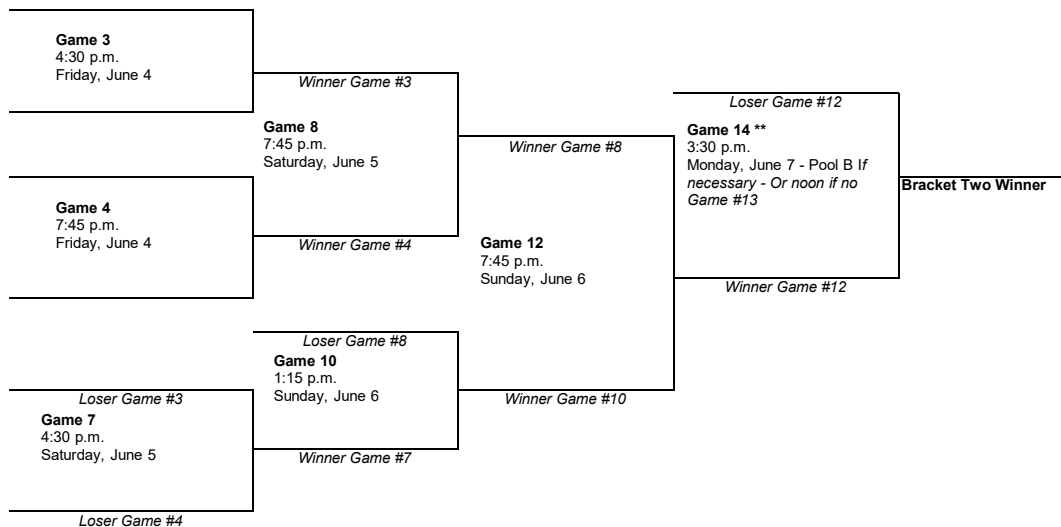 Game 3
4:30 p.m.
Friday, June 4
Winner Game #3
Loser Game #12
Game 8
7:45 p.m.
Saturday, June 5
Winner Game #8
Game 14 **
3:30 p.m.
Monday, June 7 - Pool B If
necessary - Or noon if no
Game #13
Bracket Two Winner
Game 4
7:45 p.m.
Friday, June 4
Winner Game #4
Game 12
7:45 p.m.
Sunday, June 6
Winner Game #12
Loser Game #8
Game 10
1:15 p.m.
Sunday, June 6
Winner Game #10
Loser Game #3
Game 7
4:30 p.m.
Saturday, June 5
Winner Game #7
Loser Game #4